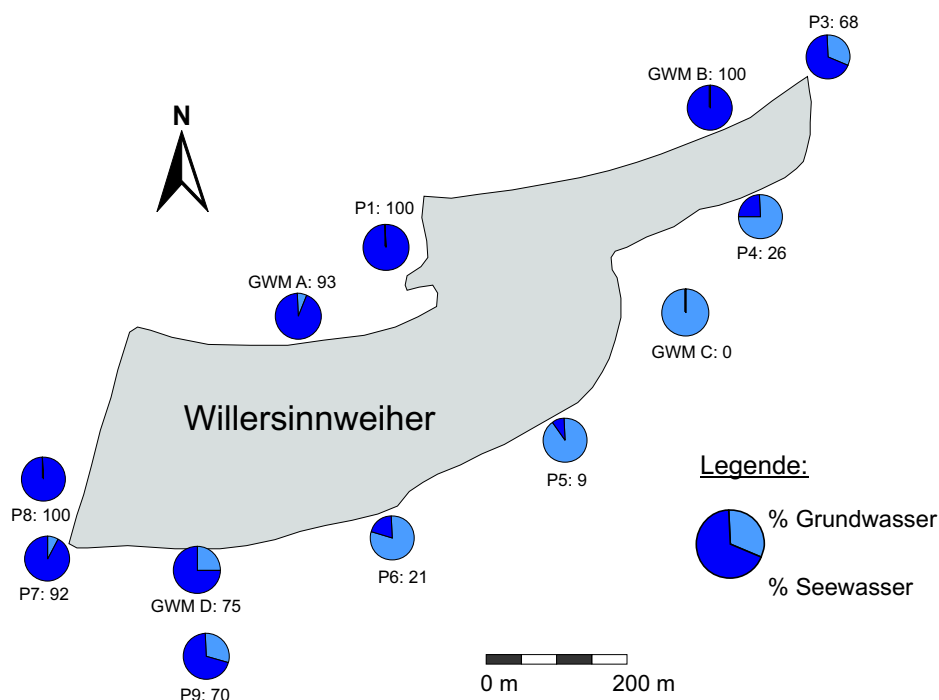 P3: 68
GWM B: 100
N
P1: 100
P4: 26
GWM A: 93
GWM C: 0
Willersinnweiher
P5: 9
Legende:
P8: 100
% Grundwasser
P6: 21
P7: 92
GWM D: 75
% Seewasser
P9: 70
0 m
200 m